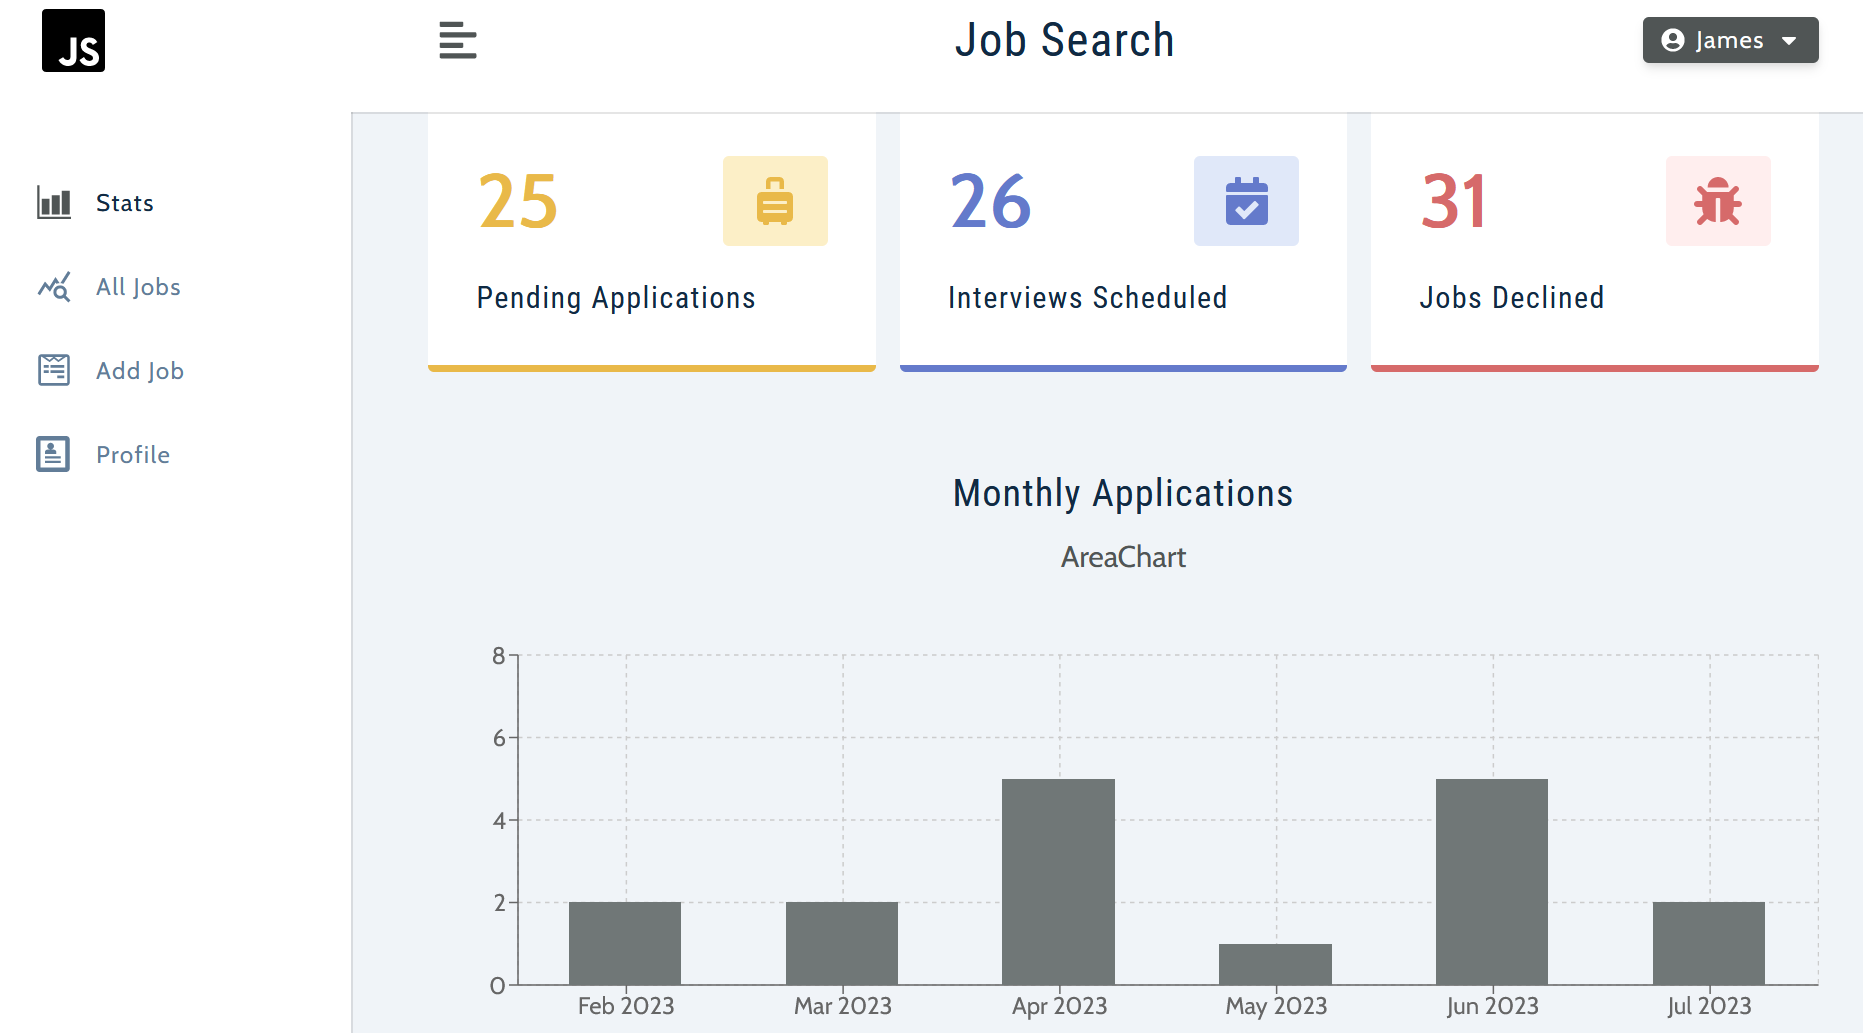 JS
Job Search
James
Stats
All Jobs
Add Job
Profile
25
Pending Applications
26
Interviews Scheduled
31
Jobs Declined
Monthly Applications
AreaChart
8
6
4
2
0
Feb 2023 Mar 2023 Apr 2023 May 2023 Jun 2023 Jul 2023